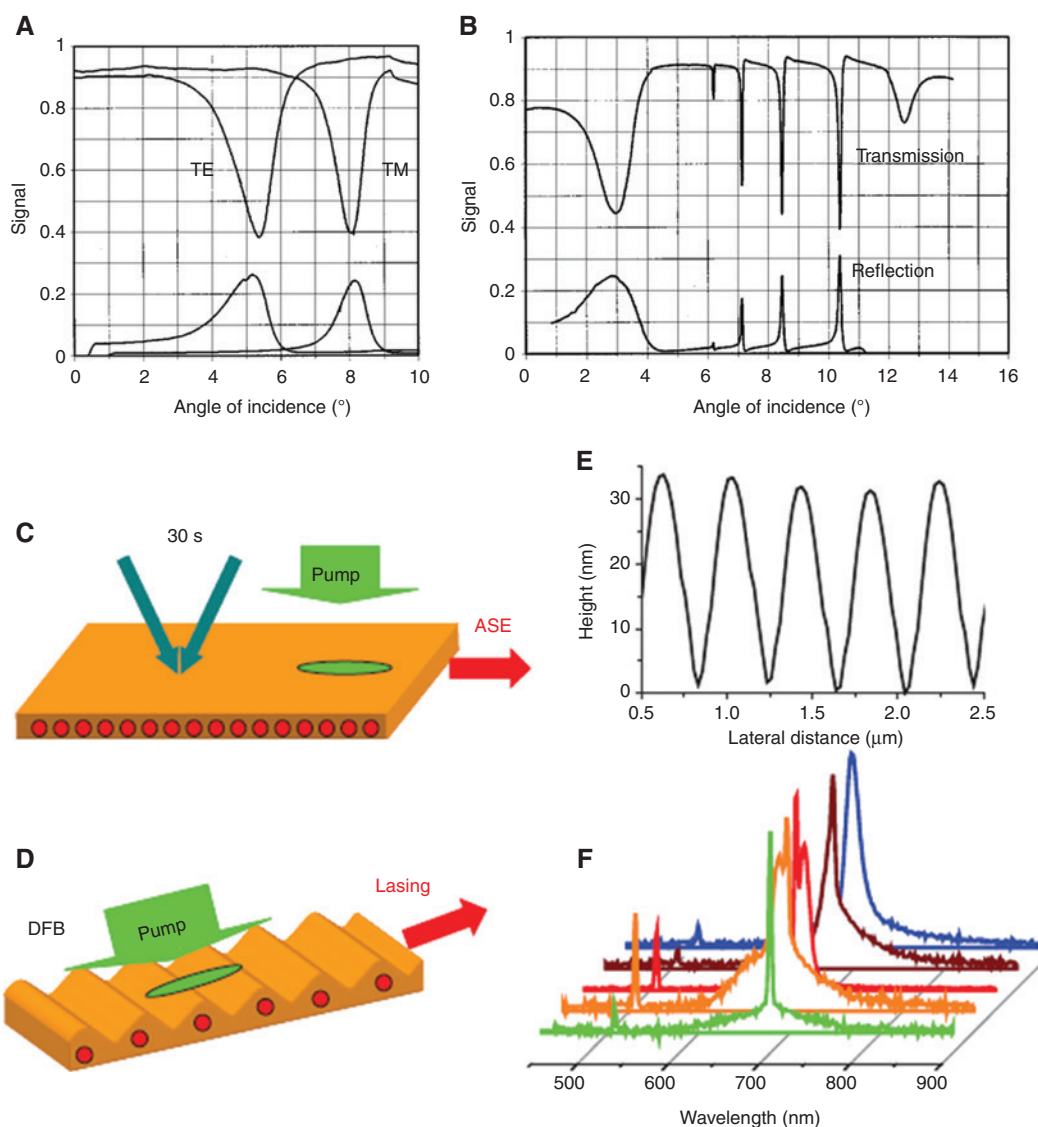 A
1
0.8
0.6
0.4
0.2
0
Signal
TE
TM
0 2 4 6 8 10
Angle of incidence (°)
B
1
0.8
0.6
0.4
0.2
0
Signal
Transmission
Reflection
0 2 4 6 8 10 12 14 16
Angle of incidence (°)
C
30 s
Pump
ASE
E
30
20
10
0
Height (nm)
0.5 1.0 1.5 2.0 2.5
Lateral distance (μm)
D
DFB
Pump
Lasing
F
500 600 700 800 900
Wavelength (nm)